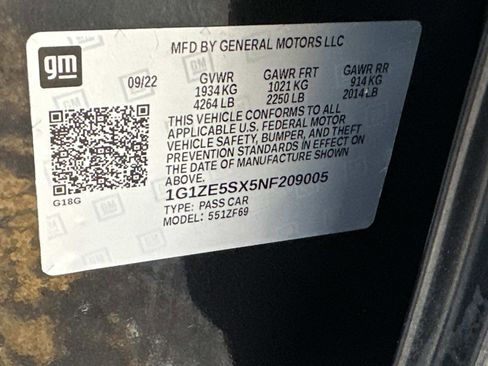 gm
MFD BY GENERAL MOTORS LLC
09/22 GVWR GAWR FRT GAWR RR
1934 KG 1021 KG 914 KG
4264 LB 2250 LB 2014 LB
THIS VEHICLE CONFORMS TO ALL
APPLICABLE U.S. FEDERAL MOTOR
VEHICLE SAFETY, BUMPER, AND THEFT
PREVENTION STANDARDS IN EFFECT ON
THE DATE OF MANUFACTURE SHOWN
ABOVE.
1G1ZE5SX5NF209005
TYPE: PASS CAR
MODEL: 551ZF69
G18G